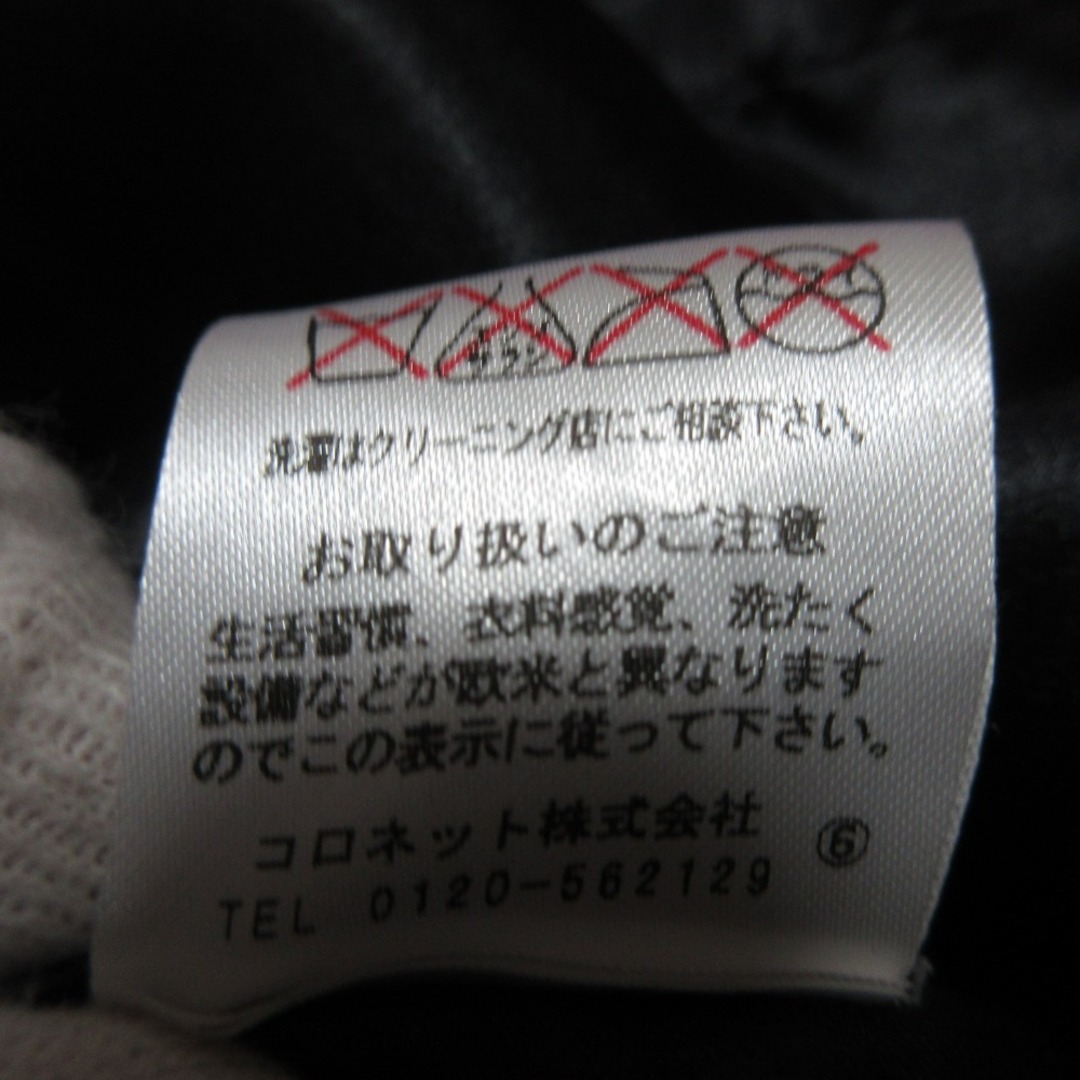 エンソ
サラシ
洗濯はクリーニング店にご相談下さい。
お取り扱いのご注意
生活習慣、衣料感覚、洗たく
設備などが欧米と異なります
のでこの表示に従って下さい。
コロネット株式会社 ⑥
TEL 0120-562129